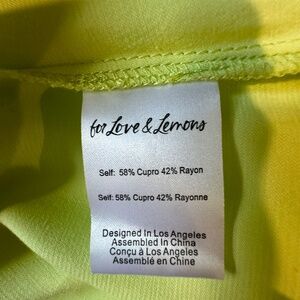 for Love & Lemons
Self: 58% Cupro 42% Rayon
Self: 58% Cupro 42% Rayonne
Designed In Los Angeles
Assembled In China
Conçu à Los Angeles
Assemblé en Chine